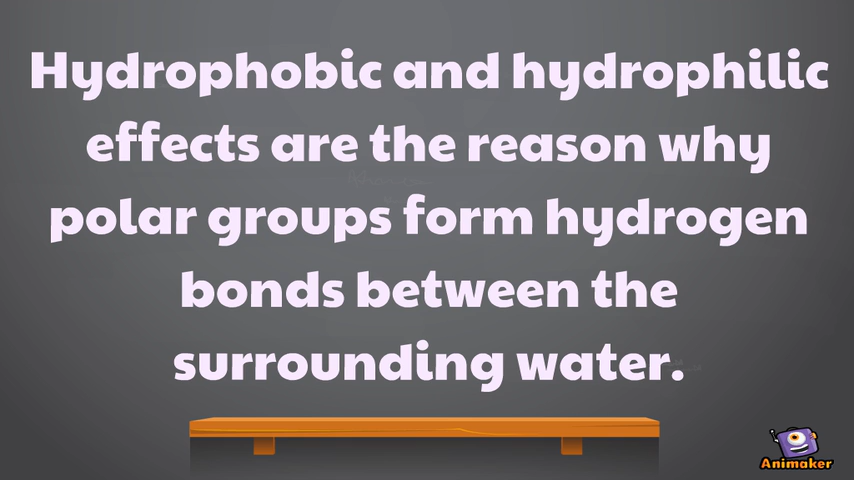 Hydrophobic and hydrophilic
effects are the reason why
polar groups form hydrogen
bonds between the
surrounding water.
Animaker